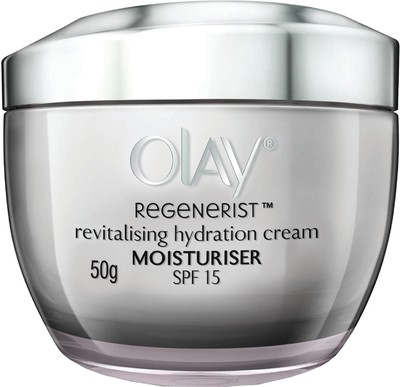 OLAY®
REGENERIST™
revitalising hydration cream
50g
MOISTURISER
SPF 15